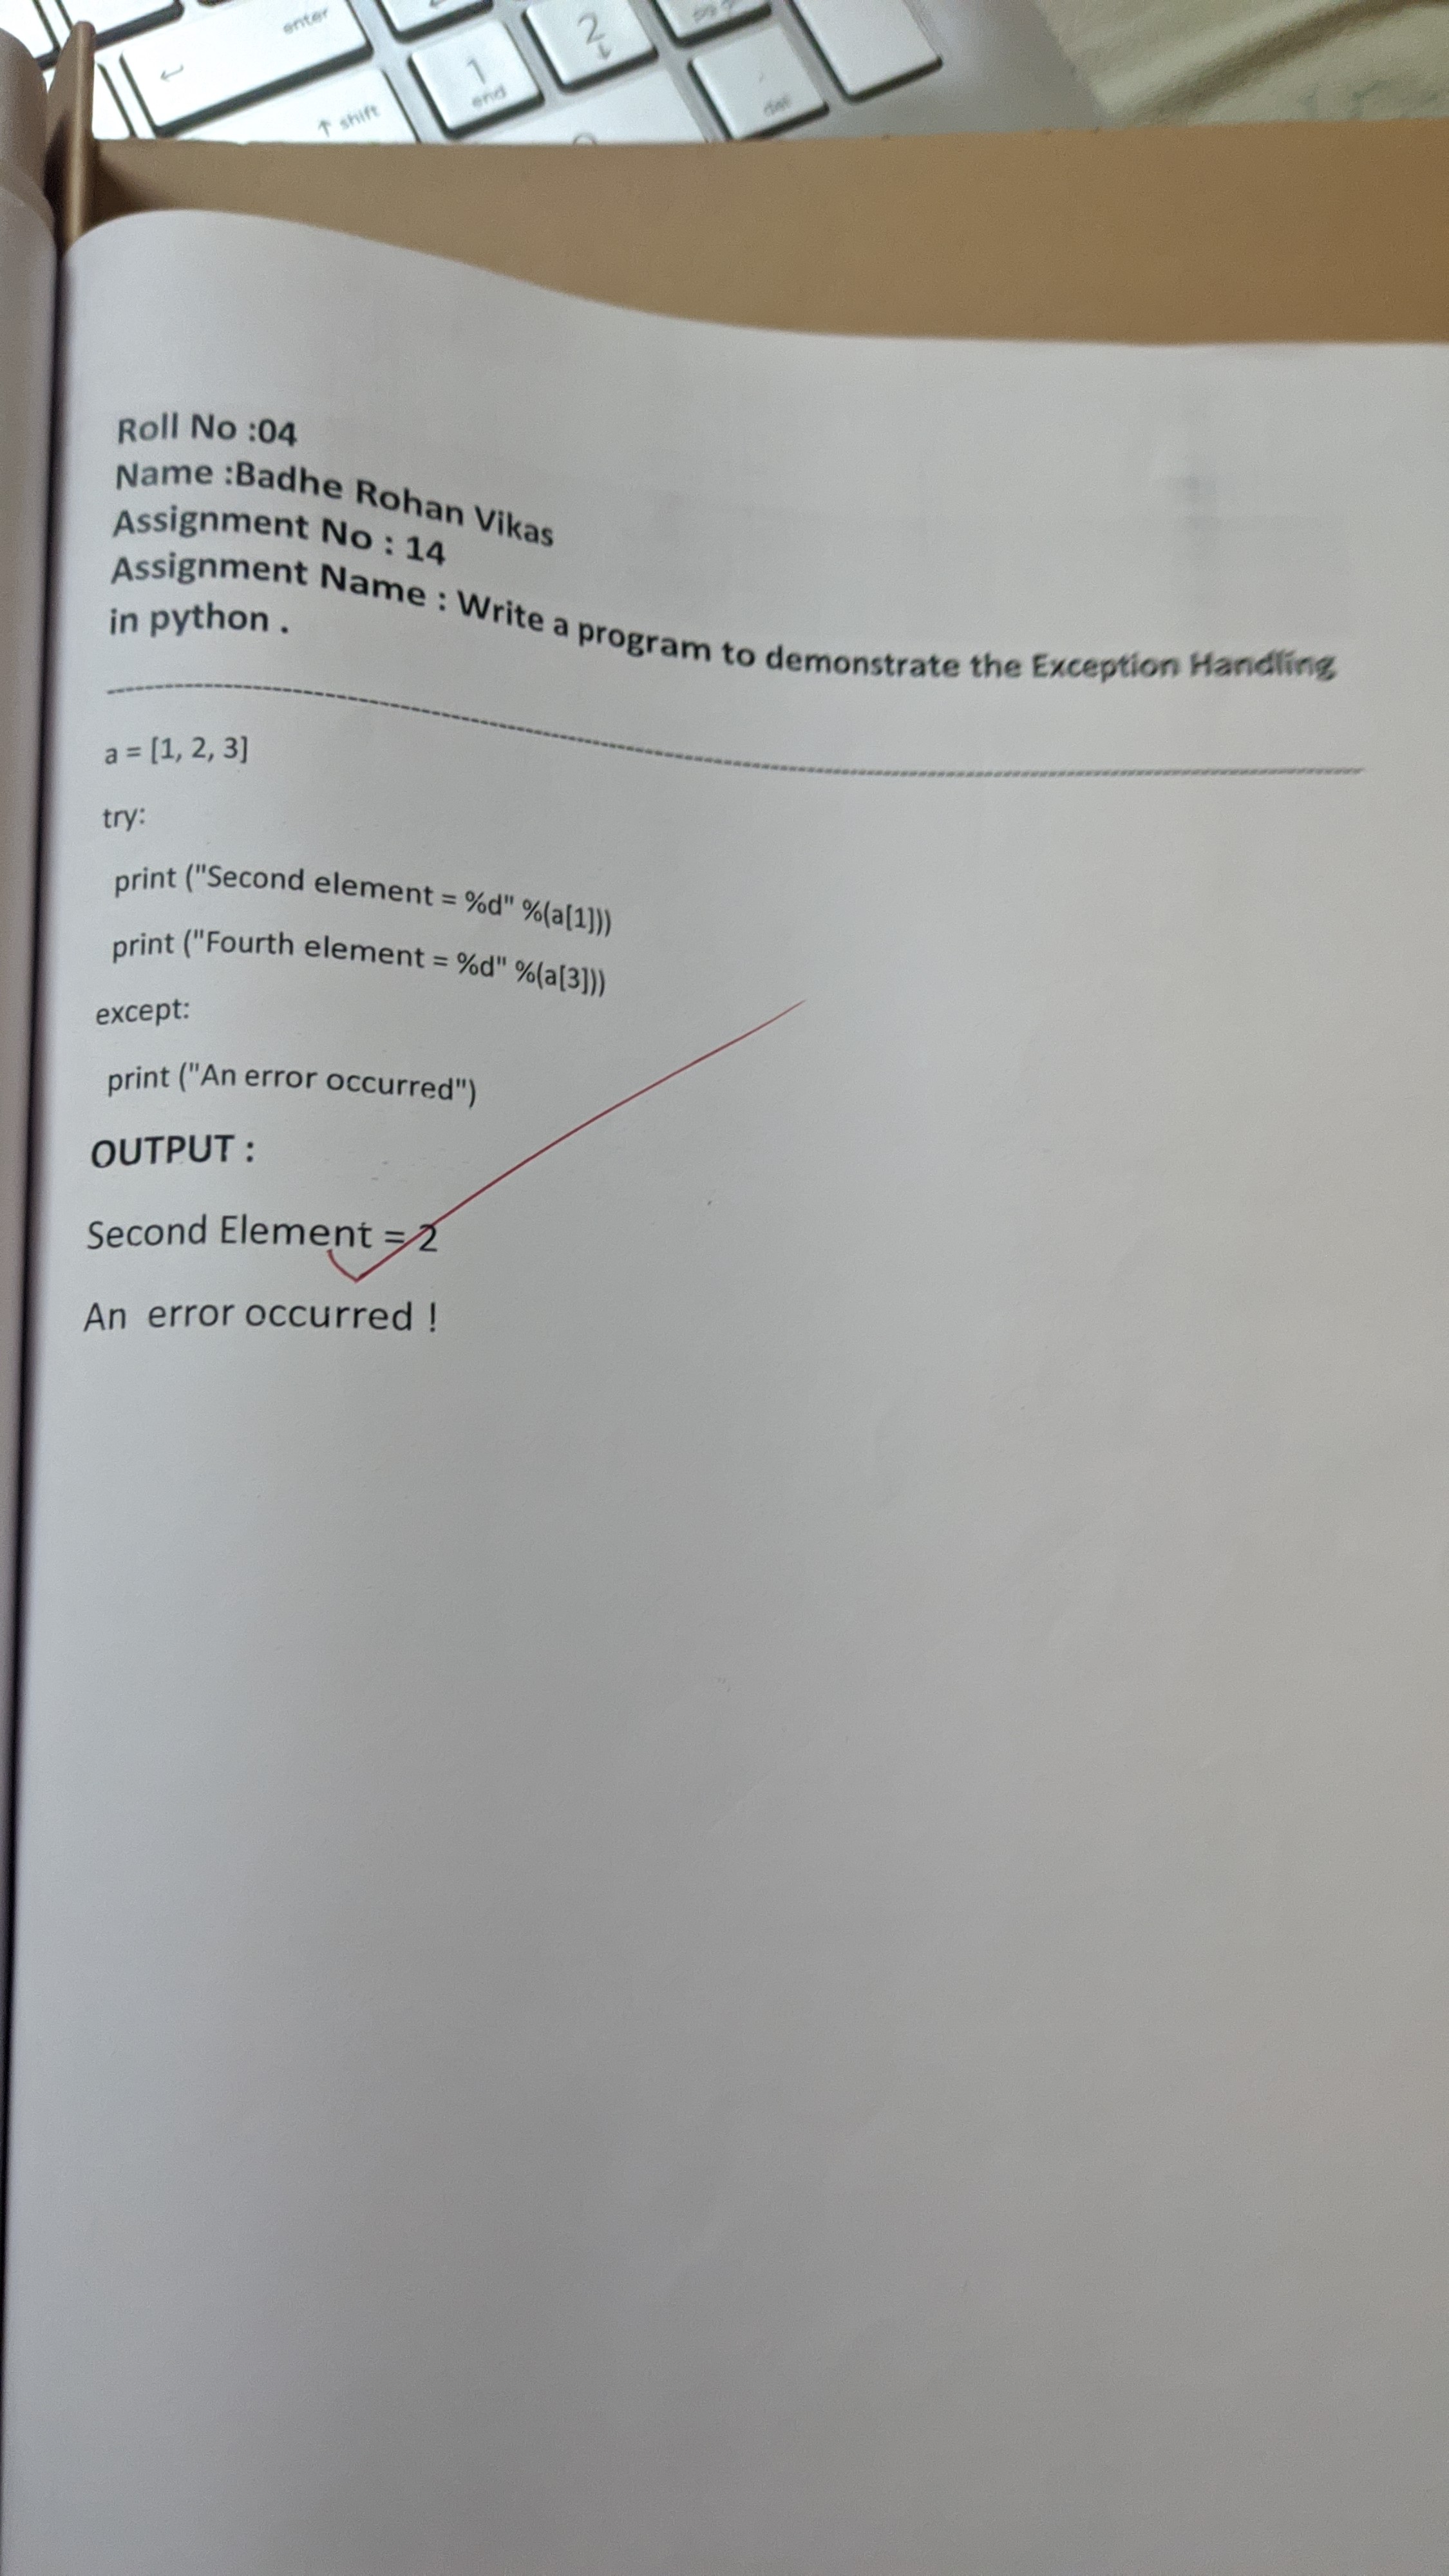 enter
↑ shift
1
end
2
↓
del
Roll No :04
Name :Badhe Rohan Vikas
Assignment No : 14
Assignment Name : Write a program to demonstrate the Exception Handling
in python .
a = [1, 2, 3]
try:
print ("Second element = %d" %(a[1]))
print ("Fourth element = %d" %(a[3]))
except:
print ("An error occurred")
OUTPUT :
Second Element = 2
An error occurred !